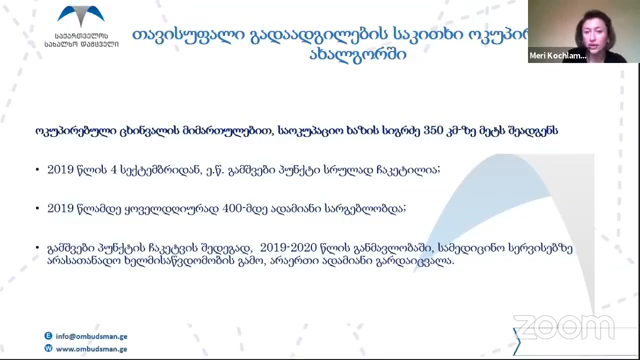 საქართველოს
სახალხო დამცველი
თავისუფალი გადაადგილების საკითხი
ახალგორში
Meri Kochlam...
ოკუპირებული ცხინვალის მიმართულებით, საოკუპაციო ხაზის სიგრძე 350 კმ-ზე მეტს შეადგენს
• 2019 წლის 4 სექტემბრიდან, ე.წ. გამშვები პუნქტი სრულად ჩაკეტილია;
• 2019 წლამდე ყოველდღიურად 400-მდე ადამიანი სარგებლობდა;
• გამშვები პუნქტის ჩაკეტვის შედეგად, 2019-2020 წლის განმავლობაში, სამედიცინო სერვისებზე
არასათანადო ხელმისაწვდომობის გამო, არაერთი ადამიანი გარდაიცვალა.
info@ombudsman.ge
www.ombudsman.ge
zoom